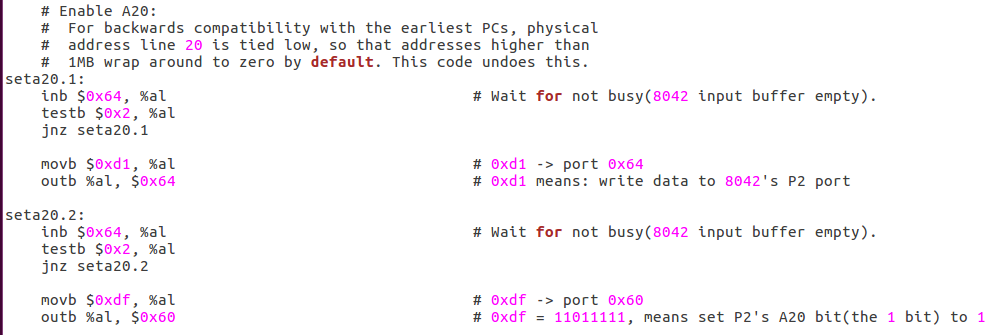 # Enable A20:
#  For backwards compatibility with the earliest PCs, physical
#  address line 20 is tied low, so that addresses higher than
#  1MB wrap around to zero by default. This code undoes this.
seta20.1:
    inb $0x64, %al                                  # Wait for not busy(8042 input buffer empty).
    testb $0x2, %al
    jnz seta20.1

    movb $0xd1, %al                                 # 0xd1 -> port 0x64
    outb %al, $0x64                                 # 0xd1 means: write data to 8042's P2 port

seta20.2:
    inb $0x64, %al                                  # Wait for not busy(8042 input buffer empty).
    testb $0x2, %al
    jnz seta20.2

    movb $0xdf, %al                                 # 0xdf -> port 0x60
    outb %al, $0x60                                 # 0xdf = 11011111, means set P2's A20 bit(the 1 bit) to 1